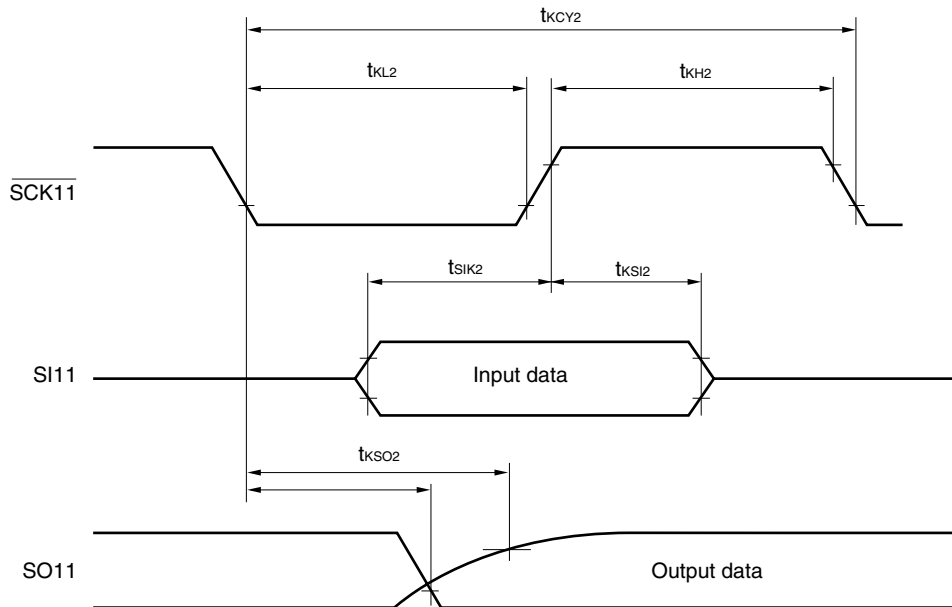 tKCY2
tKL2 tKH2
SCK11
tSIK2 tKSI2
SI11 Input data
tKSO2
SO11 Output data